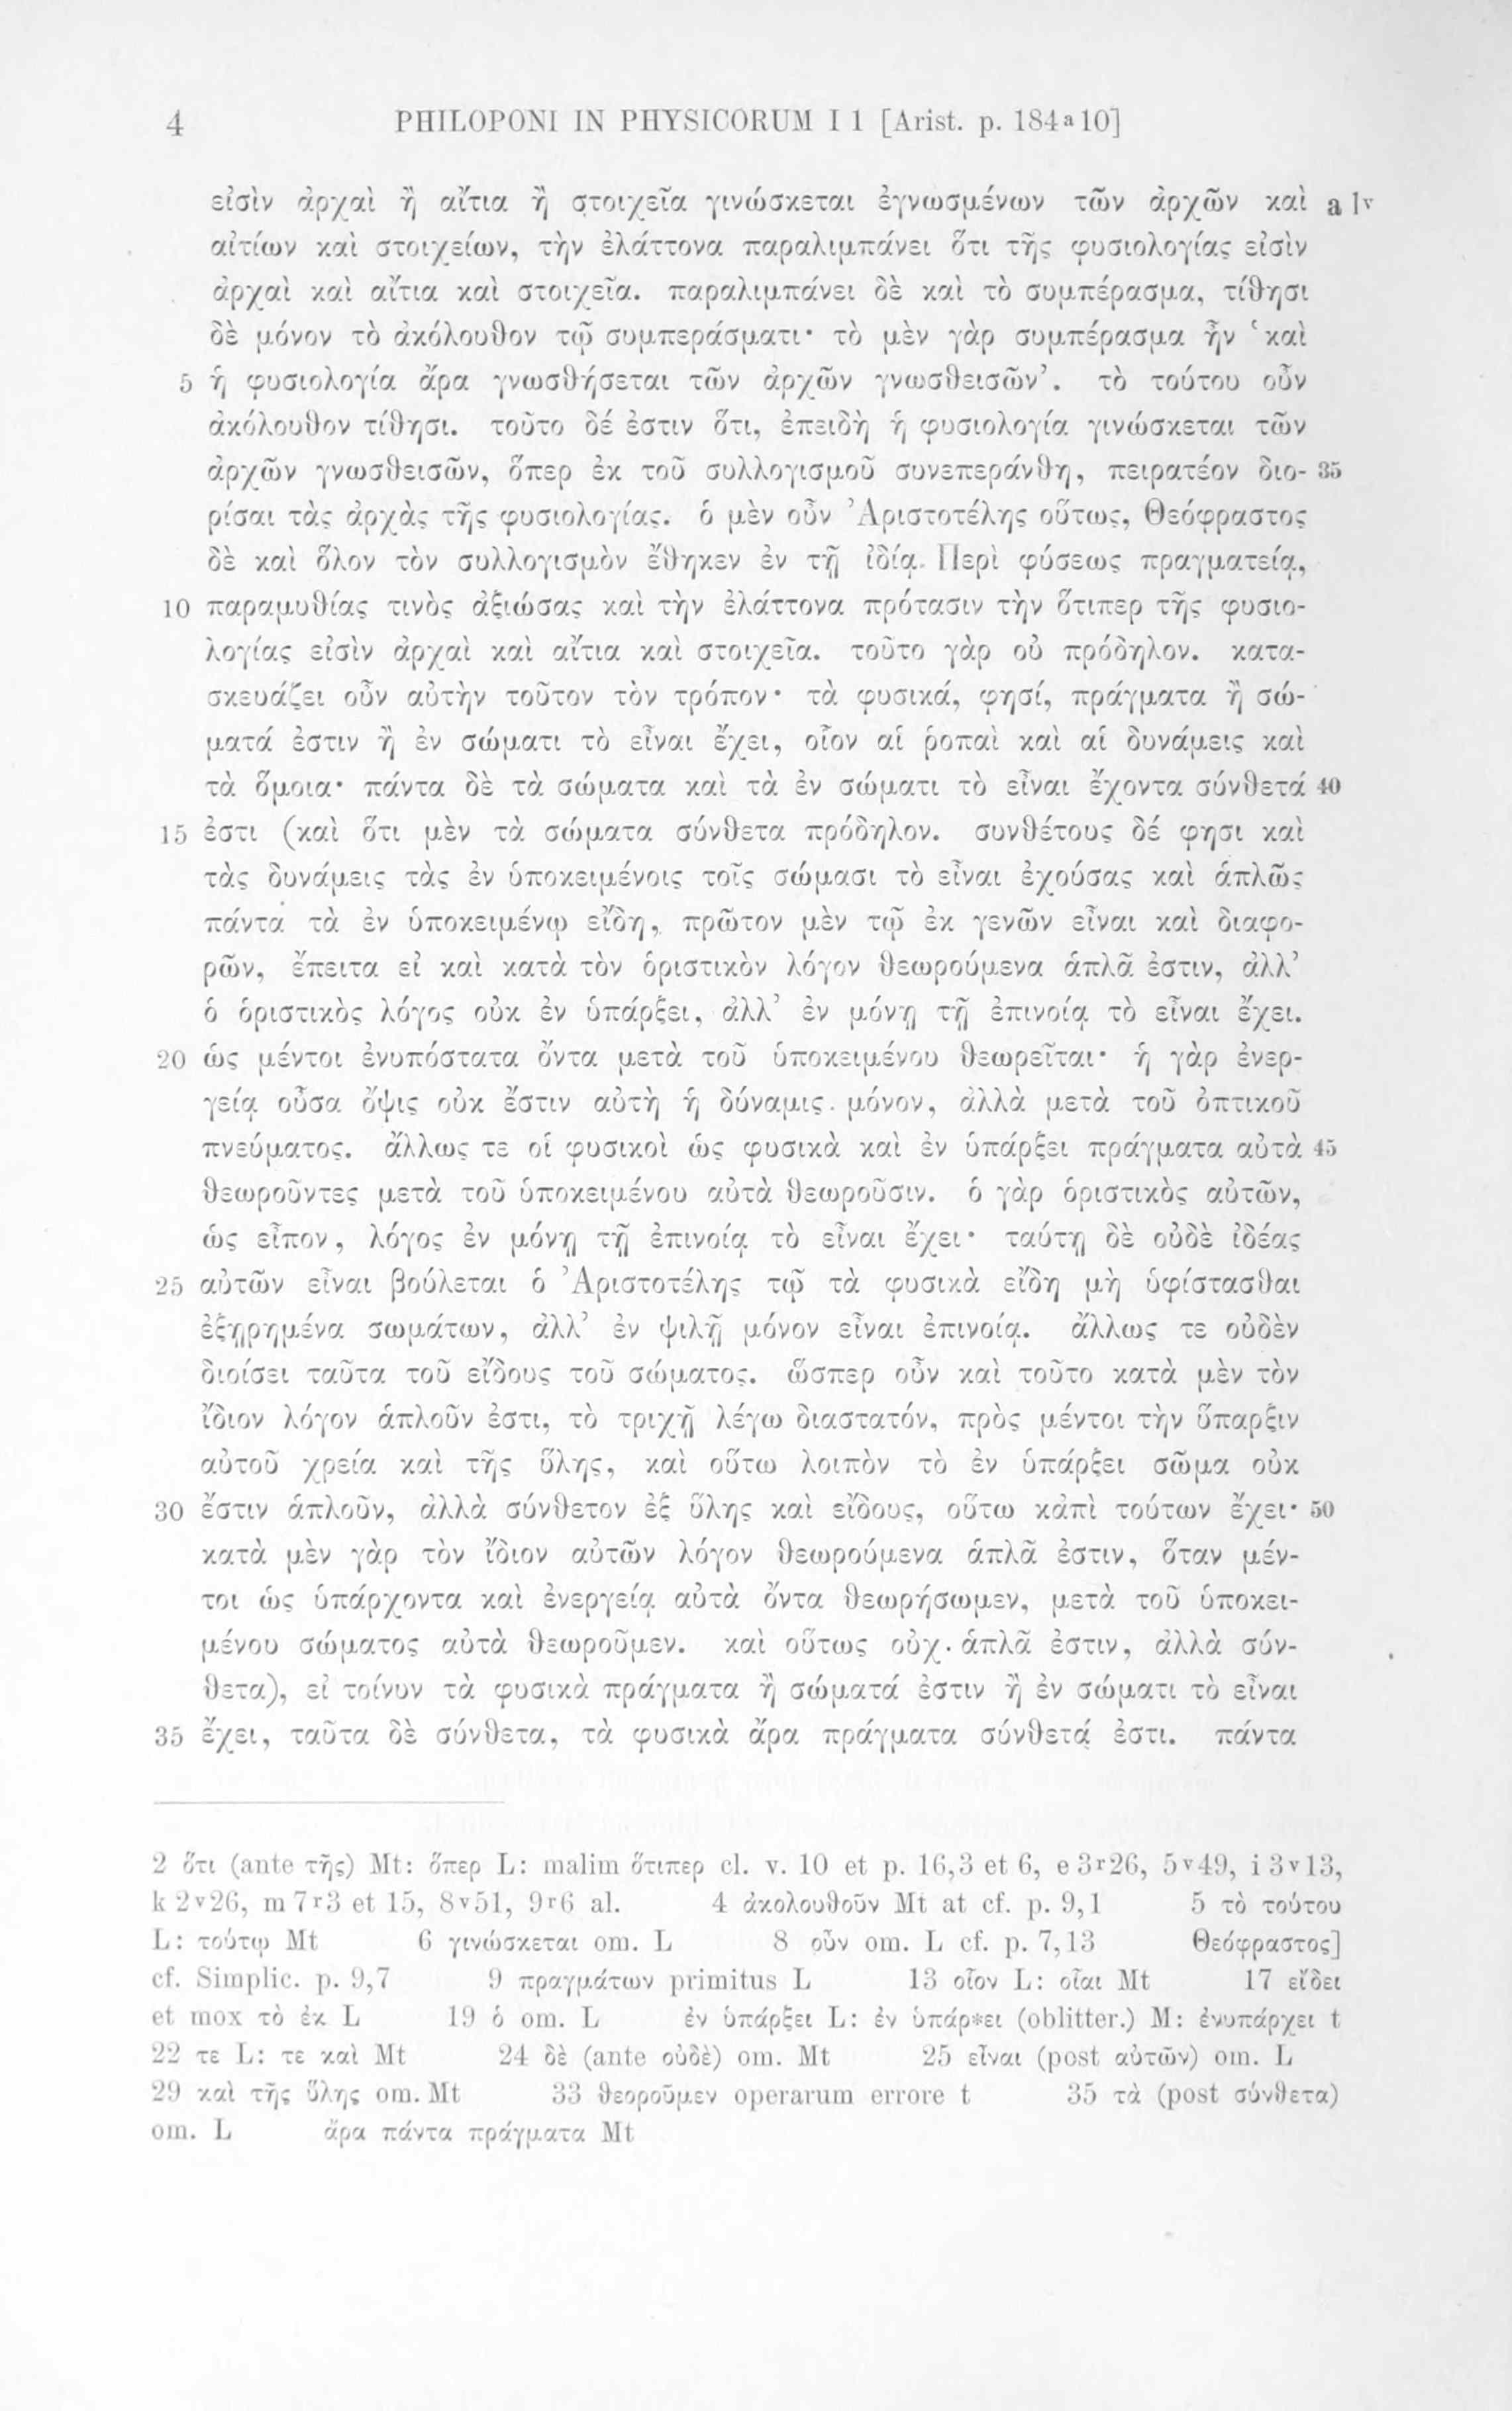 4 PHILOPONI IN PHYSICORUM I 1 [Arist. p. 184a10]
εἰσὶν ἀρχαὶ ἢ αἴτια ἢ στοιχεῖα γινώσκεται ἐγνωσμένων τῶν ἀρχῶν καὶ a 1v
αἰτίων καὶ στοιχείων, τὴν ἐλάττονα παραλιμπάνει ὅτι τῆς φυσιολογίας εἰσὶν
ἀρχαὶ καὶ αἴτια καὶ στοιχεῖα. παραλιμπάνει δὲ καὶ τὸ συμπέρασμα, τίθησι
δὲ μόνον τὸ ἀκόλουθον τῷ συμπεράσματι· τὸ μὲν γὰρ συμπέρασμα ἦν ‘καὶ
5 ἡ φυσιολογία ἄρα γνωσθήσεται τῶν ἀρχῶν γνωσθεισῶν’. τὸ τούτου οὖν
ἀκόλουθον τίθησι. τοῦτο δέ ἐστιν ὅτι, ἐπειδὴ ἡ φυσιολογία γινώσκεται τῶν
ἀρχῶν γνωσθεισῶν, ὅπερ ἐκ τοῦ συλλογισμοῦ συνεπεράνθη, πειρατέον διο- 35
ρίσαι τὰς ἀρχὰς τῆς φυσιολογίας. ὁ μὲν οὖν Ἀριστοτέλης οὕτως, Θεόφραστος
δὲ καὶ ὅλον τὸν συλλογισμὸν ἔθηκεν ἐν τῇ ἰδίᾳ Περὶ φύσεως πραγματείᾳ,
10 παραμυθίας τινὸς ἀξιώσας καὶ τὴν ἐλάττονα πρότασιν τὴν ὅτιπερ τῆς φυσιο-
λογίας εἰσὶν ἀρχαὶ καὶ αἴτια καὶ στοιχεῖα. τοῦτο γὰρ οὐ πρόδηλον. κατα-
σκευάζει οὖν αὐτὴν τοῦτον τὸν τρόπον· τὰ φυσικά, φησί, πράγματα ἢ σώ-
ματά ἐστιν ἢ ἐν σώματι τὸ εἶναι ἔχει, οἷον αἱ ῥοπαὶ καὶ αἱ δυνάμεις καὶ
τὰ ὅμοια· πάντα δὲ τὰ σώματα καὶ τὰ ἐν σώματι τὸ εἶναι ἔχοντα σύνθετά 40
15 ἐστι (καὶ ὅτι μὲν τὰ σώματα σύνθετα πρόδηλον. συνθέτους δέ φησι καὶ
τὰς δυνάμεις τὰς ἐν ὑποκειμένοις τοῖς σώμασι τὸ εἶναι ἐχούσας καὶ ἁπλῶς
πάντα τὰ ἐν ὑποκειμένῳ εἴδη, πρῶτον μὲν τῷ ἐκ γενῶν εἶναι καὶ διαφο-
ρῶν, ἔπειτα εἰ καὶ κατὰ τὸν ὁριστικὸν λόγον θεωρούμενα ἁπλᾶ ἐστιν, ἀλλ’
ὁ ὁριστικὸς λόγος οὐκ ἐν ὑπάρξει, ἀλλ’ ἐν μόνῃ τῇ ἐπινοίᾳ τὸ εἶναι ἔχει.
20 ὡς μέντοι ἐνυπόστατα ὄντα μετὰ τοῦ ὑποκειμένου θεωρεῖται· ἡ γὰρ ἐνερ-
γείᾳ οὖσα ὄψις οὐκ ἔστιν αὐτὴ ἡ δύναμις μόνον, ἀλλὰ μετὰ τοῦ ὀπτικοῦ
πνεύματος. ἄλλως τε οἱ φυσικοὶ ὡς φυσικὰ καὶ ἐν ὑπάρξει πράγματα αὐτὰ 45
θεωροῦντες μετὰ τοῦ ὑποκειμένου αὐτὰ θεωροῦσιν. ὁ γὰρ ὁριστικὸς αὐτῶν,
ὡς εἶπον, λόγος ἐν μόνῃ τῇ ἐπινοίᾳ τὸ εἶναι ἔχει· ταύτῃ δὲ οὐδὲ ἰδέας
25 αὐτῶν εἶναι βούλεται ὁ Ἀριστοτέλης τῷ τὰ φυσικὰ εἴδη μὴ ὑφίστασθαι
ἐξῃρημένα σωμάτων, ἀλλ’ ἐν ψιλῇ μόνον εἶναι ἐπινοίᾳ. ἄλλως τε οὐδὲν
διοίσει ταῦτα τοῦ εἴδους τοῦ σώματος. ὥσπερ οὖν καὶ τοῦτο κατὰ μὲν τὸν
ἴδιον λόγον ἁπλοῦν ἐστι, τὸ τριχῇ λέγω διαστατόν, πρὸς μέντοι τὴν ὕπαρξιν
αὐτοῦ χρεία καὶ τῆς ὕλης, καὶ οὕτω λοιπὸν τὸ ἐν ὑπάρξει σῶμα οὐκ
30 ἔστιν ἁπλοῦν, ἀλλὰ σύνθετον ἐξ ὕλης καὶ εἴδους, οὕτω κἀπὶ τούτων ἔχει· 50
κατὰ μὲν γὰρ τὸν ἴδιον αὐτῶν λόγον θεωρούμενα ἁπλᾶ ἐστιν, ὅταν μέν-
τοι ὡς ὑπάρχοντα καὶ ἐνεργείᾳ αὐτὰ ὄντα θεωρήσωμεν, μετὰ τοῦ ὑποκει-
μένου σώματος αὐτὰ θεωροῦμεν. καὶ οὕτως οὐχ ἁπλᾶ ἐστιν, ἀλλὰ σύν-
θετα), εἰ τοίνυν τὰ φυσικὰ πράγματα ἢ σώματά ἐστιν ἢ ἐν σώματι τὸ εἶναι
35 ἔχει, ταῦτα δὲ σύνθετα, τὰ φυσικὰ ἄρα πράγματα σύνθετά ἐστι. πάντα
2 ὅτι (ante τῆς) Mt: ὅπερ L: malim ὅτιπερ cl. v. 10 et p. 16,3 et 6, e 3r26, 5v49, i 3v13,
k 2v26, m 7r3 et 15, 8v51, 9r6 al. 4 ἀκολουθοῦν Mt at cf. p. 9,1 5 τὸ τούτου
L: τούτῳ Mt 6 γινώσκεται om. L 8 οὖν om. L cf. p. 7,13 Θεόφραστος]
cf. Simplic. p. 9,7 9 πραγμάτων primitus L 13 οἷον L: οἷαι Mt 17 εἴδει
et mox τὸ ἐκ L 19 ὁ om. L ἐν ὑπάρξει L: ἐν ὑπάρ*ει (oblitter.) M: ἐνυπάρχει t
22 τε L: τε καὶ Mt 24 δὲ (ante οὐδὲ) om. Mt 25 εἶναι (post αὐτῶν) om. L
29 καὶ τῆς ὕλης om. Mt 33 θεοροῦμεν operarum errore t 35 τὰ (post σύνθετα)
om. L ἄρα πάντα πράγματα Mt